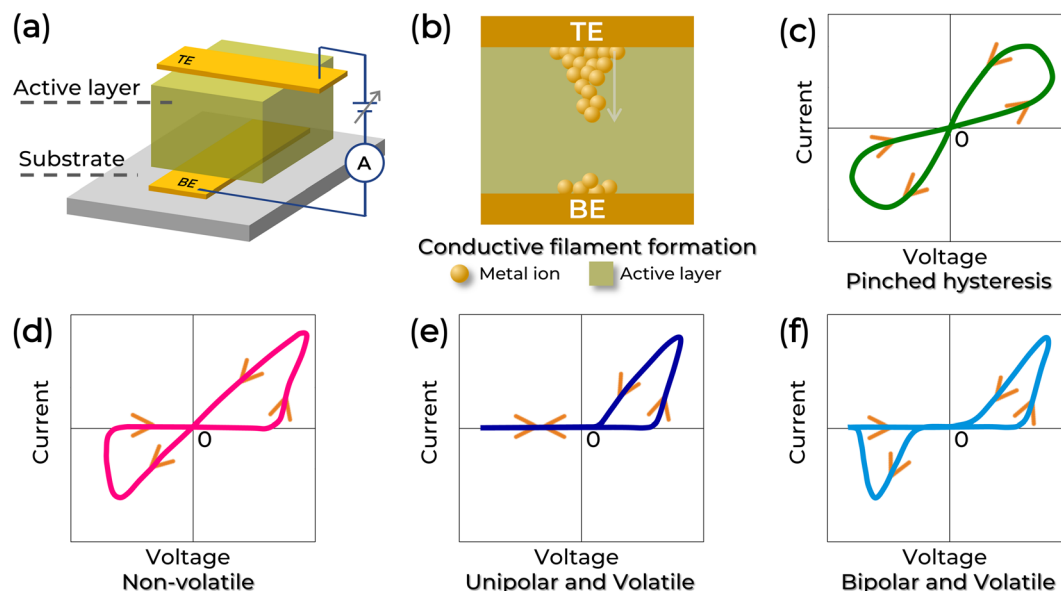 (a)
TE
Active layer
Substrate
BE
A
(b)
TE
BE
Conductive filament formation
Metal ion
Active layer
(c)
Current
0
Voltage
Pinched hysteresis
(d)
Current
0
Voltage
Non-volatile
(e)
Current
0
Voltage
Unipolar and Volatile
(f)
Current
0
Voltage
Bipolar and Volatile